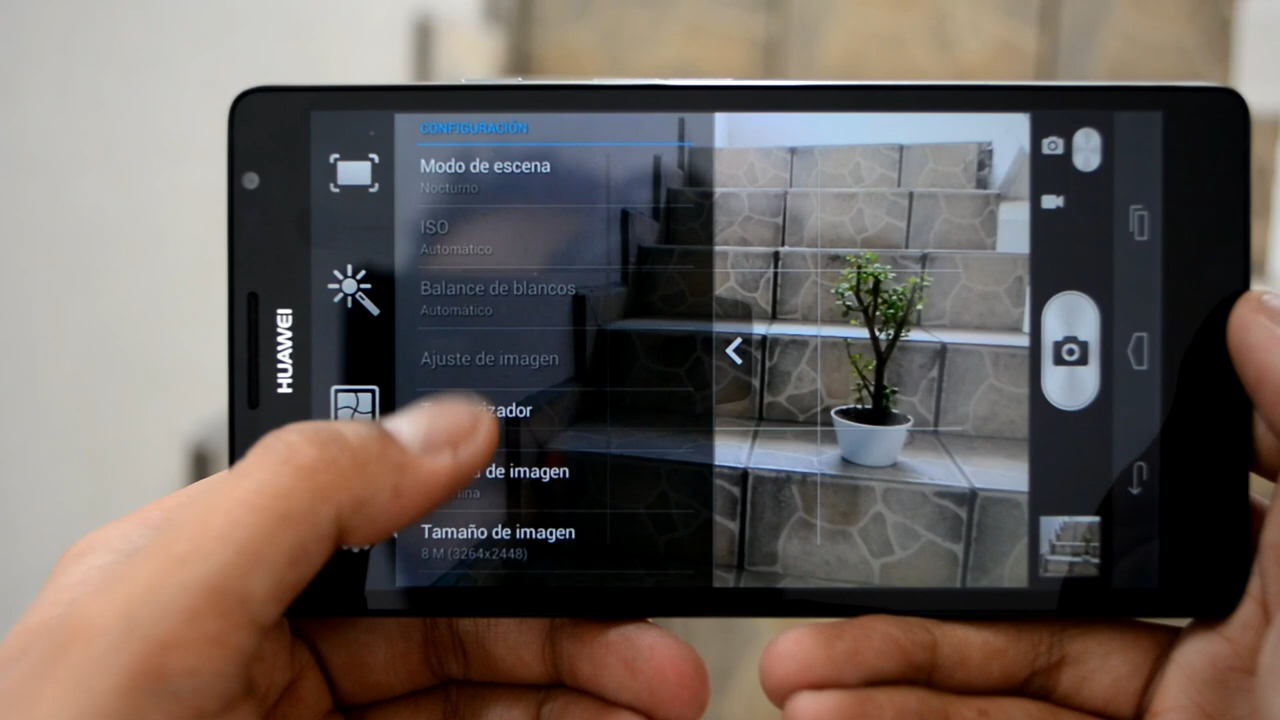 HUAWEI
CONFIGURACIÓN
Modo de escena
Nocturno
ISO
Automático
Balance de blancos
Automático
Ajuste de imagen
de imagen
Tamaño de imagen
8 M (3264x2448)